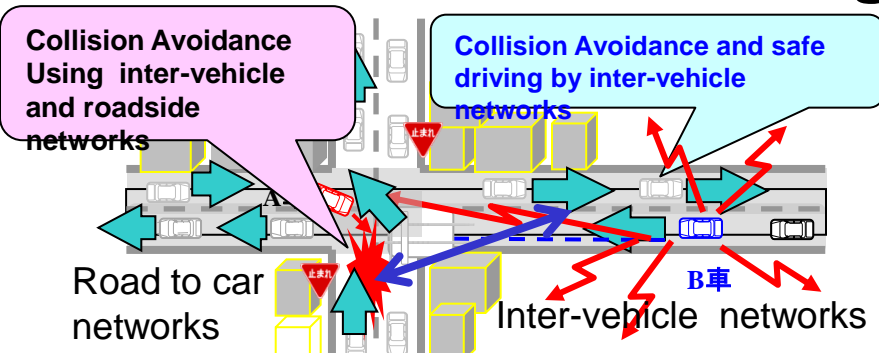 Collision Avoidance
Using inter-vehicle
and roadside
networks
Collision Avoidance and safe
driving by inter-vehicle
networks
止まれ
A
止まれ
Road to car
networks
B車
Inter-vehicle networks